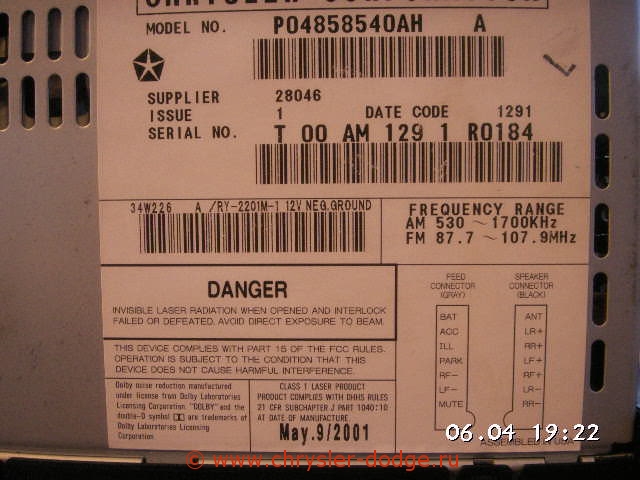 CHRYSLER CORPORATION
MODEL NO. P04858540AH A
SUPPLIER 28046
ISSUE 1 DATE CODE 1291
SERIAL NO. T 00 AM 129 1 R0184
34W226 A /RY-2201M-1 12V NEG.GROUND
FREQUENCY RANGE
AM 530 ~ 1700KHz
FM 87.7 ~ 107.9MHz
DANGER
INVISIBLE LASER RADIATION WHEN OPENED AND INTERLOCK
FAILED OR DEFEATED. AVOID DIRECT EXPOSURE TO BEAM.
THIS DEVICE COMPLIES WITH PART 15 OF THE FCC RULES.
OPERATION IS SUBJECT TO THE CONDITION THAT THIS
DEVICE DOES NOT CAUSE HARMFUL INTERFERENCE.
Dolby noise reduction manufactured
under license from Dolby Laboratories
Licensing Corporation. "DOLBY" and the
double-D symbol are trademarks of
Dolby Laboratories Licensing
Corporation
CLASS 1 LASER PRODUCT
PRODUCT COMPLIES WITH DHHS RULES
21 CFR SUBCHAPTER J PART 1040:10
AT DATE OF MANUFACTURE
May.9/2001
FEED
CONNECTOR
(GRAY)
BAT
ACC
ILL
PARK
RF-
LF-
MUTE
SPEAKER
CONNECTOR
(BLACK)
ANT
LR+
RR+
LF+
RF+
LR-
RR-
ASSEMBLED IN U.S.A.
06.04 19:22
© www.chrysler-dodge.ru